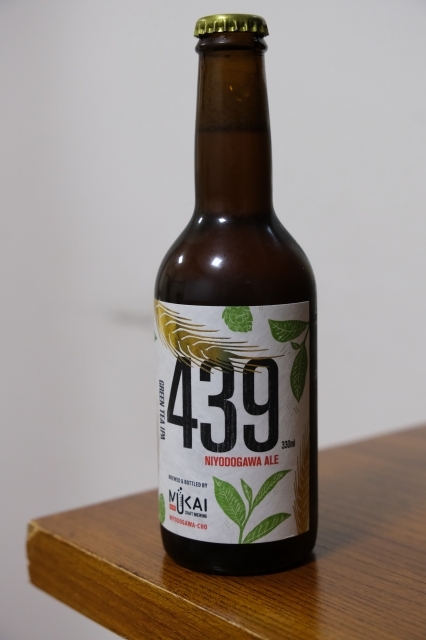 439
330ml
NIYODOGAWA ALE
GREEN TEA IPA
BREWED & BOTTLED BY
MUKAI
CRAFT BREWING
NIYODOGAWA-CHO